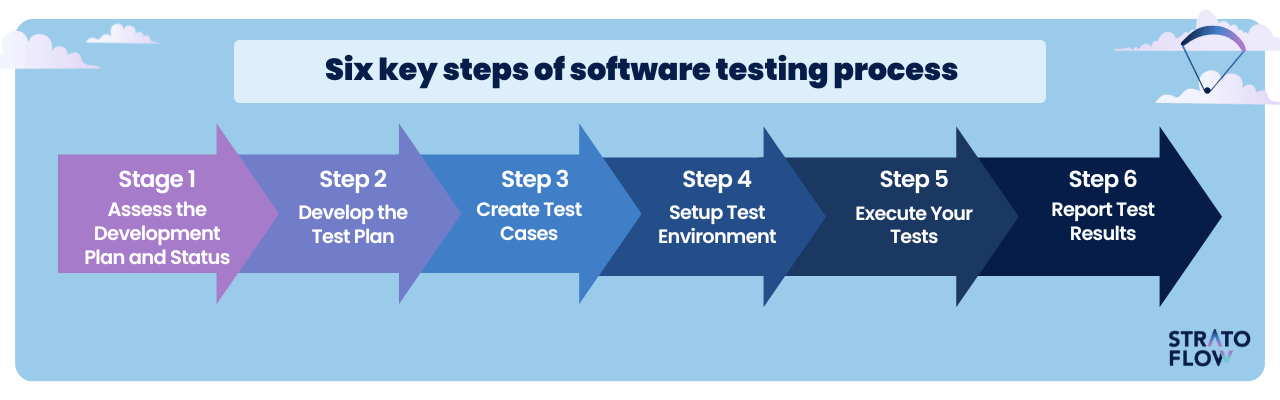 Six key steps of software testing process
Stage 1
Assess the
Development
Plan and Status
Step 2
Develop the
Test Plan
Step 3
Create Test
Cases
Step 4
Setup Test
Environment
Step 5
Execute Your
Tests
Step 6
Report Test
Results
STRATO
FLOW